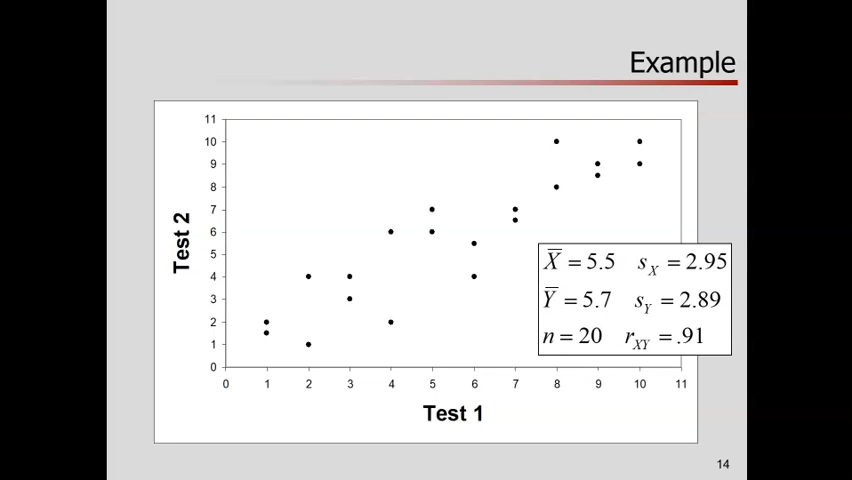 Example
11
10
9
8
7
6
5
4
3
2
1
0
Test 2
0 1 2 3 4 5 6 7 8 9 10 11
Test 1
X̅ = 5.5 s_X = 2.95
Y̅ = 5.7 s_Y = 2.89
n = 20 r_XY = .91
14